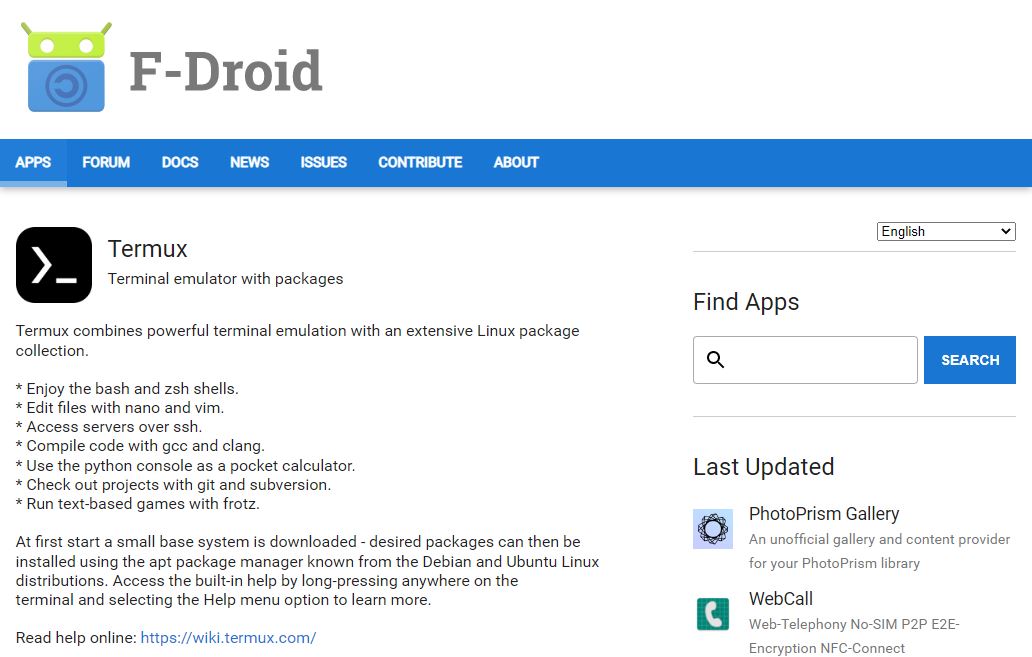 F-Droid
APPS FORUM DOCS NEWS ISSUES CONTRIBUTE ABOUT
Termux
Terminal emulator with packages
Termux combines powerful terminal emulation with an extensive Linux package
collection.
* Enjoy the bash and zsh shells.
* Edit files with nano and vim.
* Access servers over ssh.
* Compile code with gcc and clang.
* Use the python console as a pocket calculator.
* Check out projects with git and subversion.
* Run text-based games with frotz.
At first start a small base system is downloaded - desired packages can then be
installed using the apt package manager known from the Debian and Ubuntu Linux
distributions. Access the built-in help by long-pressing anywhere on the
terminal and selecting the Help menu option to learn more.
Read help online: https://wiki.termux.com/
English
Find Apps
SEARCH
Last Updated
PhotoPrism Gallery
An unofficial gallery and content provider
for your PhotoPrism library
WebCall
Web-Telephony No-SIM P2P E2E-
Encryption NFC-Connect